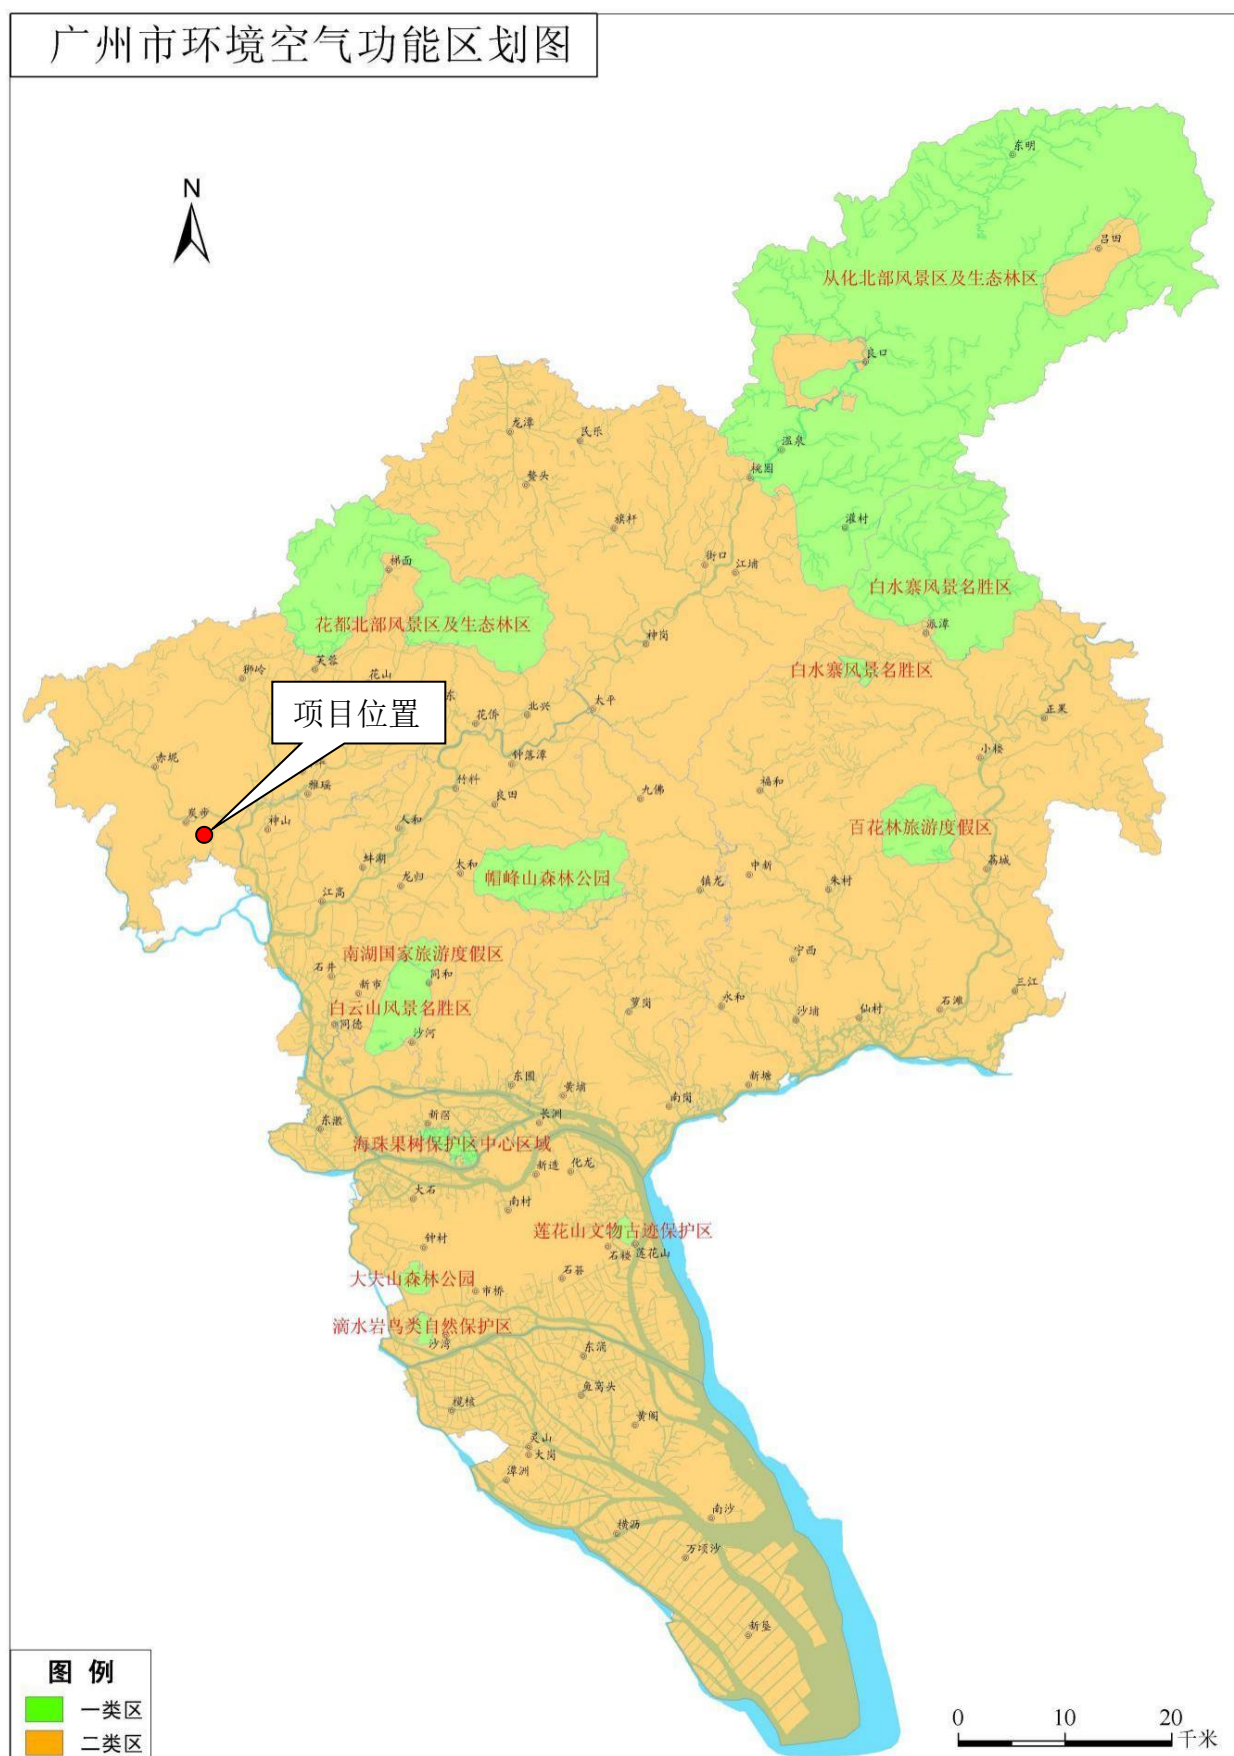 广州市环境空气功能区划图
N
东明
吕田
从化北部风景区及生态林区
良口
龙潭
民乐
温泉
桃园
鳌头
旗杆
灌村
街口
江埔
梯面
白水寨风景名胜区
花都北部风景区及生态林区
派潭
神岗
芙蓉
狮岭
花山
白水寨风景名胜区
项目位置
东
花侨
北兴
太平
正果
赤坭
钟落潭
小楼
雅瑶
竹料
良田
九佛
福和
炭步
神山
人和
百花林旅游度假区
蚌湖
太和
龙归
帽峰山森林公园
镇龙
中新
朱村
荔城
江高
南湖国家旅游度假区
宁西
石井
新市
同和
三江
白云山风景名胜区
萝岗
永和
沙埔
仙村
石滩
同德
沙河
东圃
黄埔
新塘
南岗
东漖
新滘
长洲
海珠果树保护区中心区域
新造
化龙
大石
南村
莲花山文物古迹保护区
钟村
石楼
莲花山
大夫山森林公园
石碁
市桥
滴水岩鸟类自然保护区
沙湾
东涌
鱼窝头
榄核
黄阁
灵山
大岗
潭洲
南沙
横沥
万顷沙
新垦
图 例
一类区
二类区
0 10 20
千米